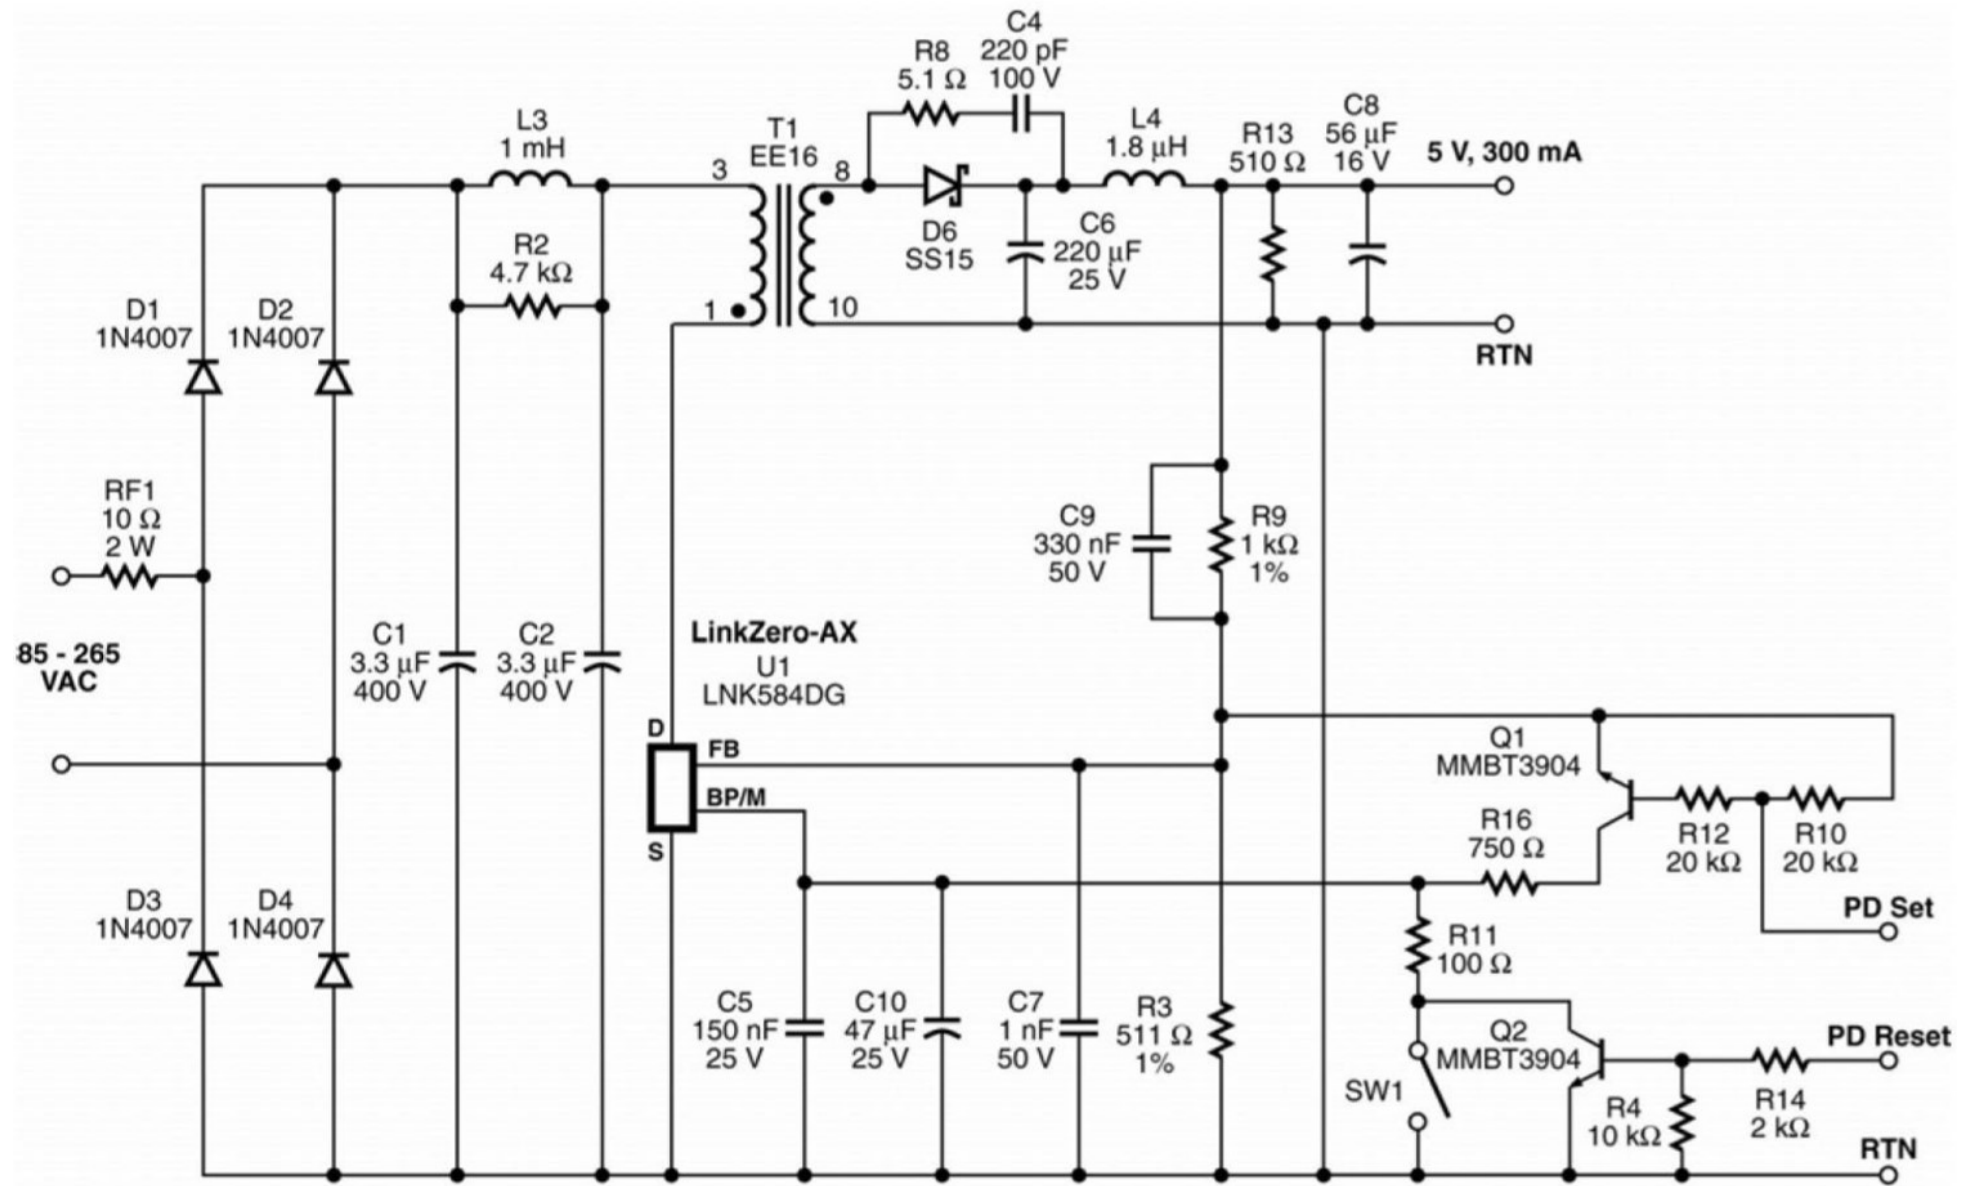 C4
220 pF
100 V
R8
5.1 Ω
L3
1 mH
T1
EE16
3
8
1
10
L4
1.8 µH
R13
510 Ω
C8
56 µF
16 V
5 V, 300 mA
D6
SS15
C6
220 µF
25 V
RTN
R2
4.7 kΩ
D1
1N4007
D2
1N4007
RF1
10 Ω
2 W
85 - 265
VAC
C1
3.3 µF
400 V
C2
3.3 µF
400 V
LinkZero-AX
U1
LNK584DG
D
FB
BP/M
S
C9
330 nF
50 V
R9
1 kΩ
1%
Q1
MMBT3904
R12
20 kΩ
R10
20 kΩ
R16
750 Ω
PD Set
D3
1N4007
D4
1N4007
R11
100 Ω
C5
150 nF
25 V
C10
47 µF
25 V
C7
1 nF
50 V
R3
511 Ω
1%
Q2
MMBT3904
PD Reset
SW1
R4
10 kΩ
R14
2 kΩ
RTN